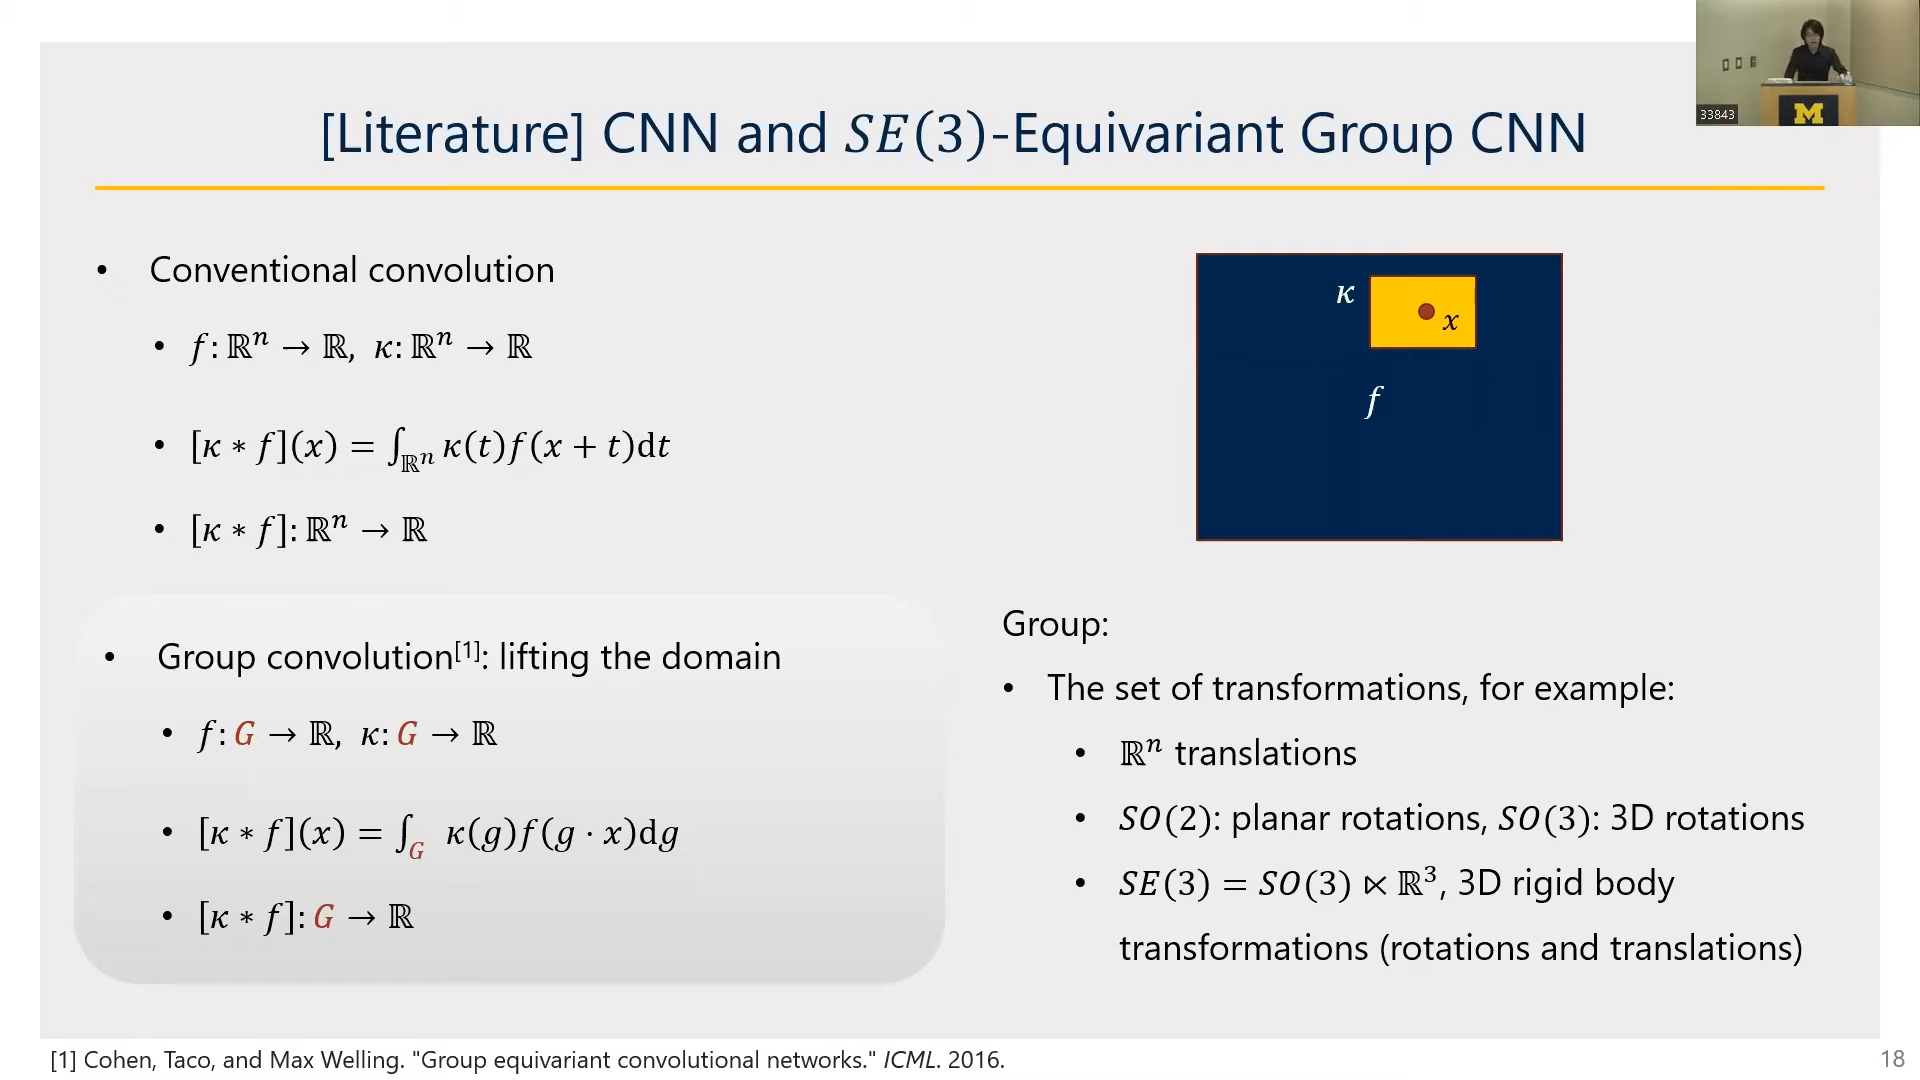 33843
M
[Literature] CNN and SE(3)-Equivariant Group CNN
• Conventional convolution
• f: ℝⁿ → ℝ, κ: ℝⁿ → ℝ
• [κ ∗ f](x) = ∫_ℝⁿ κ(t)f(x + t)dt
• [κ ∗ f]: ℝⁿ → ℝ
κ
x
f
• Group convolution[1]: lifting the domain
• f: G → ℝ, κ: G → ℝ
• [κ ∗ f](x) = ∫_G κ(g)f(g · x)dg
• [κ ∗ f]: G → ℝ
Group:
• The set of transformations, for example:
• ℝⁿ translations
• SO(2): planar rotations, SO(3): 3D rotations
• SE(3) = SO(3) ⋉ ℝ³, 3D rigid body
transformations (rotations and translations)
[1] Cohen, Taco, and Max Welling. "Group equivariant convolutional networks." ICML. 2016.
18